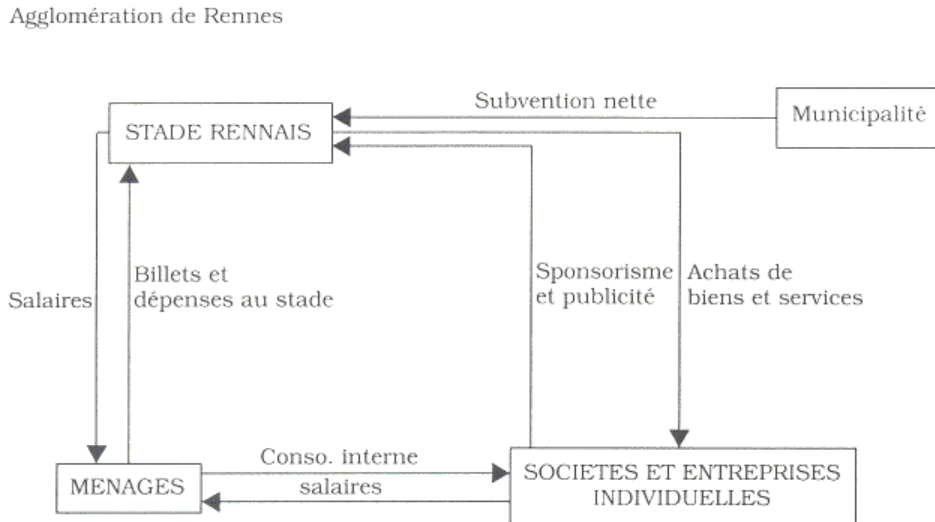 Agglomération de Rennes
Subvention nette
STADE RENNAIS
Municipalité
Billets et
dépenses au stade
Salaires
Sponsorisme
et publicité
Achats de
biens et services
Conso. interne
salaires
MENAGES
SOCIETES ET ENTREPRISES
INDIVIDUELLES